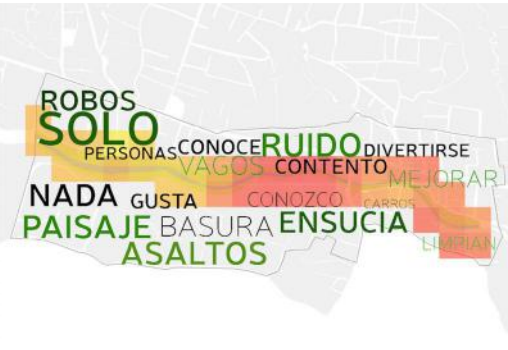 ROBOS
SOLO
PERSONAS CONOCE RUIDO DIVERTIRSE
VAGOS CONTENTO MEJORAR
NADA GUSTA CONOZCO CARROS
PAISAJE BASURA ENSUCIA
ASALTOS LIMPIAN